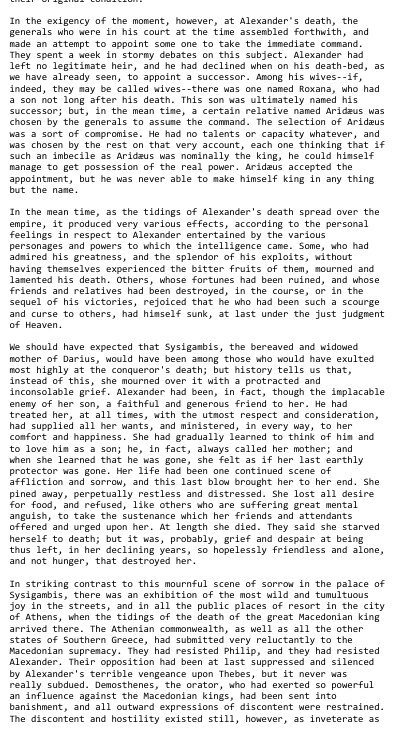 their original condition.
In the exigency of the moment, however, at Alexander's death, the
generals who were in his court at the time assembled forthwith, and
made an attempt to appoint some one to take the immediate command.
They spent a week in stormy debates on this subject. Alexander had
left no legitimate heir, and he had declined when on his death-bed, as
we have already seen, to appoint a successor. Among his wives--if,
indeed, they may be called wives--there was one named Roxana, who had
a son not long after his death. This son was ultimately named his
successor; but, in the mean time, a certain relative named Aridæus was
chosen by the generals to assume the command. The selection of Aridæus
was a sort of compromise. He had no talents or capacity whatever, and
was chosen by the rest on that very account, each one thinking that if
such an imbecile as Aridæus was nominally the king, he could himself
manage to get possession of the real power. Aridæus accepted the
appointment, but he was never able to make himself king in any thing
but the name.
In the mean time, as the tidings of Alexander's death spread over the
empire, it produced very various effects, according to the personal
feelings in respect to Alexander entertained by the various
personages and powers to which the intelligence came. Some, who had
admired his greatness, and the splendor of his exploits, without
having themselves experienced the bitter fruits of them, mourned and
lamented his death. Others, whose fortunes had been ruined, and whose
friends and relatives had been destroyed, in the course, or in the
sequel of his victories, rejoiced that he who had been such a scourge
and curse to others, had himself sunk, at last under the just judgment
of Heaven.
We should have expected that Sysigambis, the bereaved and widowed
mother of Darius, would have been among those who would have exulted
most highly at the conqueror's death; but history tells us that,
instead of this, she mourned over it with a protracted and
inconsolable grief. Alexander had been, in fact, though the implacable
enemy of her son, a faithful and generous friend to her. He had
treated her, at all times, with the utmost respect and consideration,
had supplied all her wants, and ministered, in every way, to her
comfort and happiness. She had gradually learned to think of him and
to love him as a son; he, in fact, always called her mother; and
when she learned that he was gone, she felt as if her last earthly
protector was gone. Her life had been one continued scene of
affliction and sorrow, and this last blow brought her to her end. She
pined away, perpetually restless and distressed. She lost all desire
for food, and refused, like others who are suffering great mental
anguish, to take the sustenance which her friends and attendants
offered and urged upon her. At length she died. They said she starved
herself to death; but it was, probably, grief and despair at being
thus left, in her declining years, so hopelessly friendless and alone,
and not hunger, that destroyed her.
In striking contrast to this mournful scene of sorrow in the palace of
Sysigambis, there was an exhibition of the most wild and tumultuous
joy in the streets, and in all the public places of resort in the city
of Athens, when the tidings of the death of the great Macedonian king
arrived there. The Athenian commonwealth, as well as all the other
states of Southern Greece, had submitted very reluctantly to the
Macedonian supremacy. They had resisted Philip, and they had resisted
Alexander. Their opposition had been at last suppressed and silenced
by Alexander's terrible vengeance upon Thebes, but it never was
really subdued. Demosthenes, the orator, who had exerted so powerful
an influence against the Macedonian kings, had been sent into
banishment, and all outward expressions of discontent were restrained.
The discontent and hostility existed still, however, as inveterate as